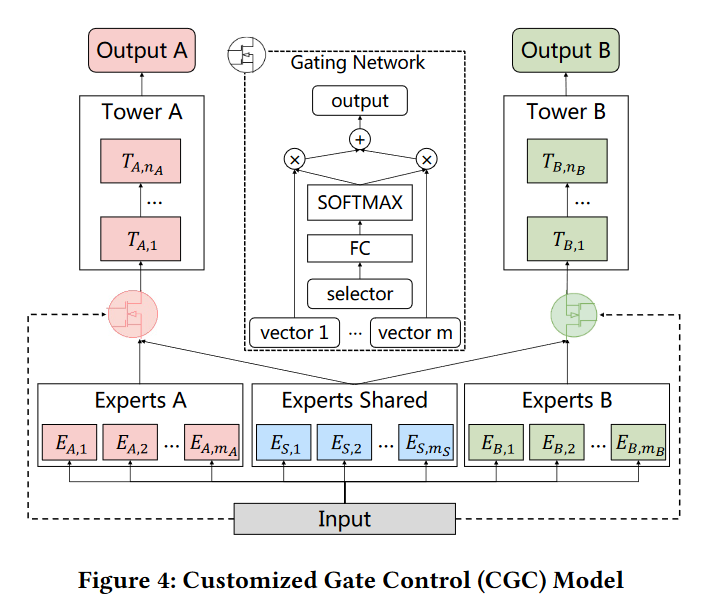 Output A
Output B
Gating Network
Tower A
Tower B
output
+
×
×
T_{A,n_A}
T_{B,n_B}
SOFTMAX
...
...
FC
T_{A,1}
T_{B,1}
selector
vector 1 ... vector m
Experts A
Experts Shared
Experts B
E_{A,1} E_{A,2} ... E_{A,m_A}
E_{S,1} E_{S,2} ... E_{S,m_S}
E_{B,1} E_{B,2} ... E_{B,m_B}
Input
Figure 4: Customized Gate Control (CGC) Model